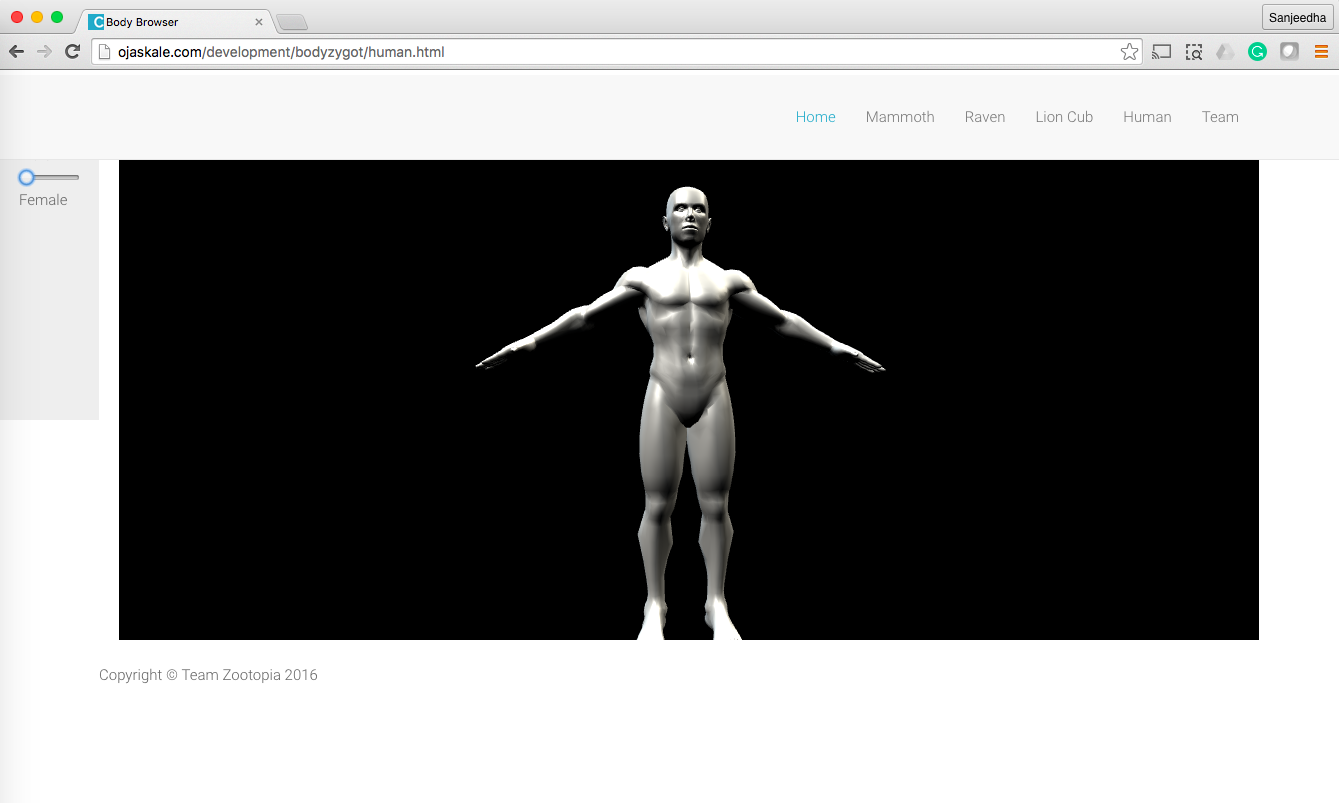 Body Browser
Sanjeedha
ojaskale.com/development/bodyzygot/human.html
Home Mammoth Raven Lion Cub Human Team
Female
Copyright © Team Zootopia 2016